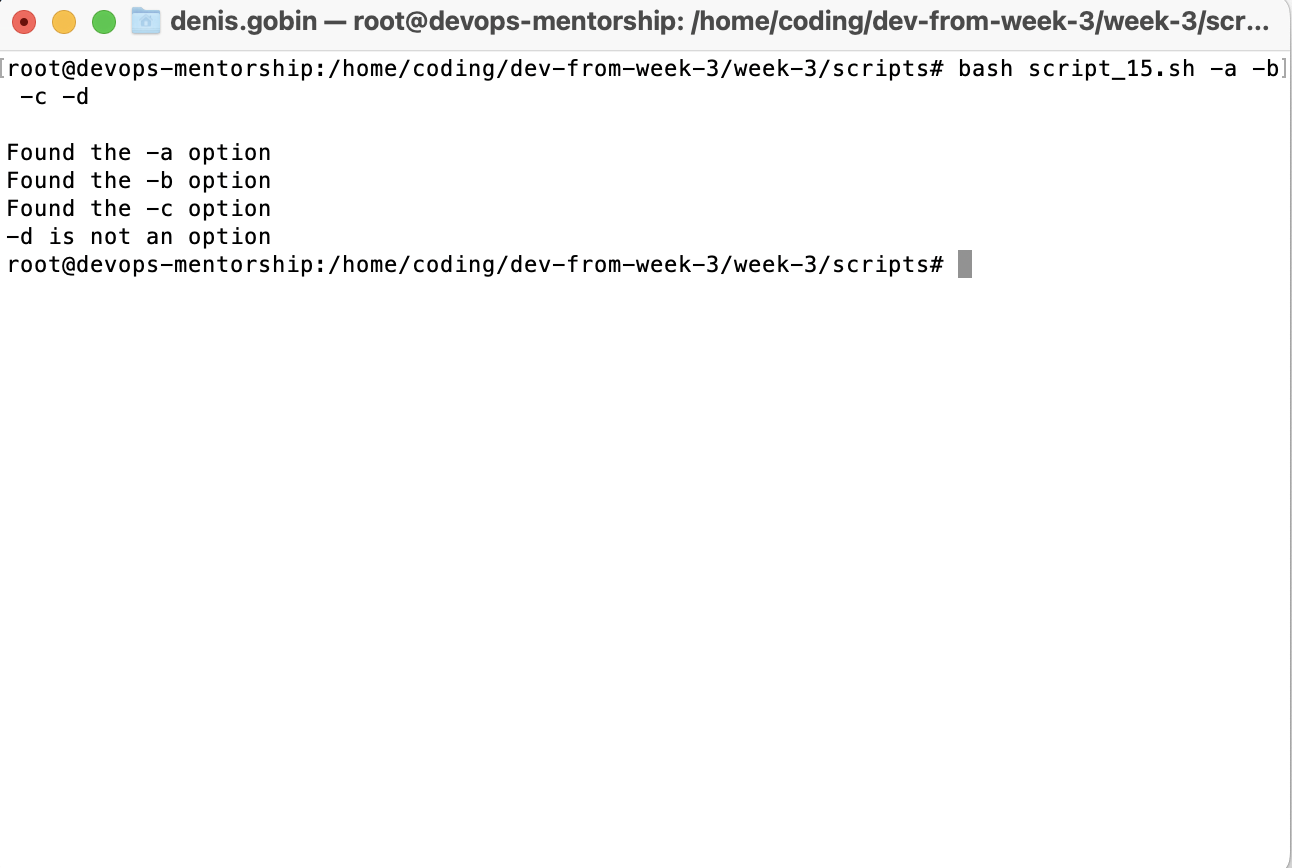 denis.gobin — root@devops-mentorship: /home/coding/dev-from-week-3/week-3/scr...
[root@devops-mentorship:/home/coding/dev-from-week-3/week-3/scripts# bash script_15.sh -a -b]
-c -d
Found the -a option
Found the -b option
Found the -c option
-d is not an option
root@devops-mentorship:/home/coding/dev-from-week-3/week-3/scripts#